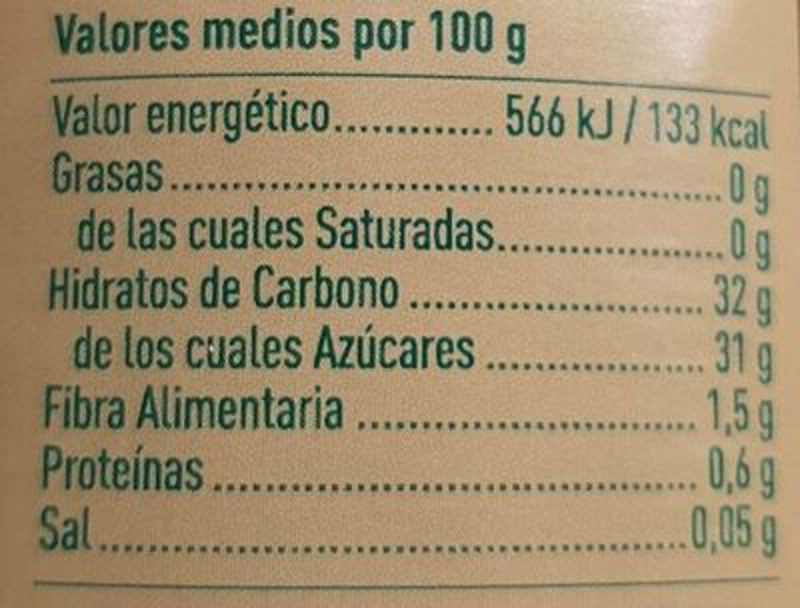 Valores medios por 100 g
Valor energético............. 566 kJ / 133 kcal
Grasas ................................................ 0 g
de las cuales Saturadas..................... 0 g
Hidratos de Carbono .......................... 32 g
de los cuales Azúcares ................... 31 g
Fibra Alimentaria .............................. 1,5 g
Proteínas .......................................... 0,6 g
Sal .................................................... 0,05 g